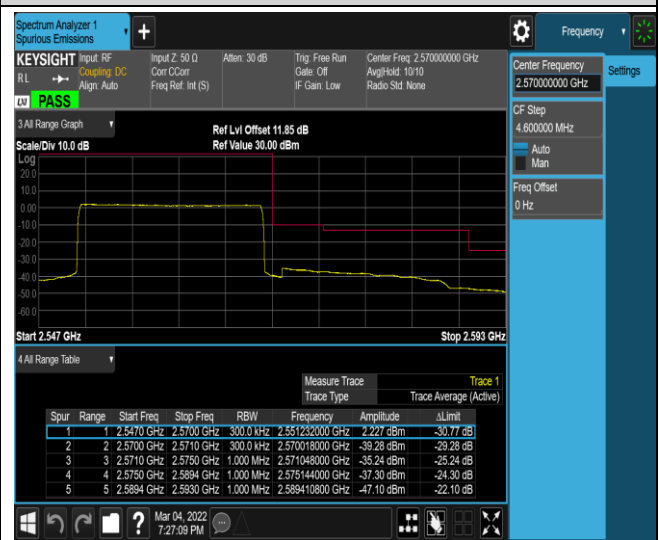 Spectrum Analyzer 1
Spurious Emissions
+
Frequency
KEYSIGHT Input: RF Input Z: 50 Ω Atten: 30 dB Trig: Free Run Center Freq: 2.570000000 GHz
RL Coupling: DC Corr CCorr Gate: Off Avg|Hold: 10/10
Align: Auto Freq Ref: Int (S) IF Gain: Low Radio Std: None
LXI PASS
Center Frequency
2.570000000 GHz
Settings
CF Step
4.600000 MHz
Auto
Man
Freq Offset
0 Hz
3 All Range Graph
Ref Lvl Offset 11.85 dB
Scale/Div 10.0 dB Ref Value 30.00 dBm
Log
20.0
10.0
0.00
-10.0
-20.0
-30.0
-40.0
-50.0
-60.0
Start 2.547 GHz Stop 2.593 GHz
4 All Range Table
Measure Trace Trace 1
Trace Type Trace Average (Active)
Spur Range Start Freq Stop Freq RBW Frequency Amplitude ΔLimit
1 1 2.5470 GHz 2.5700 GHz 300.0 kHz 2.551232000 GHz 2.227 dBm -30.77 dB
2 2 2.5700 GHz 2.5710 GHz 300.0 kHz 2.570018000 GHz -39.28 dBm -29.28 dB
3 3 2.5710 GHz 2.5750 GHz 1.000 MHz 2.571048000 GHz -35.24 dBm -25.24 dB
4 4 2.5750 GHz 2.5894 GHz 1.000 MHz 2.575144000 GHz -37.30 dBm -24.30 dB
5 5 2.5894 GHz 2.5930 GHz 1.000 MHz 2.589410800 GHz -47.10 dBm -22.10 dB
? Mar 04, 2022
7:27:09 PM